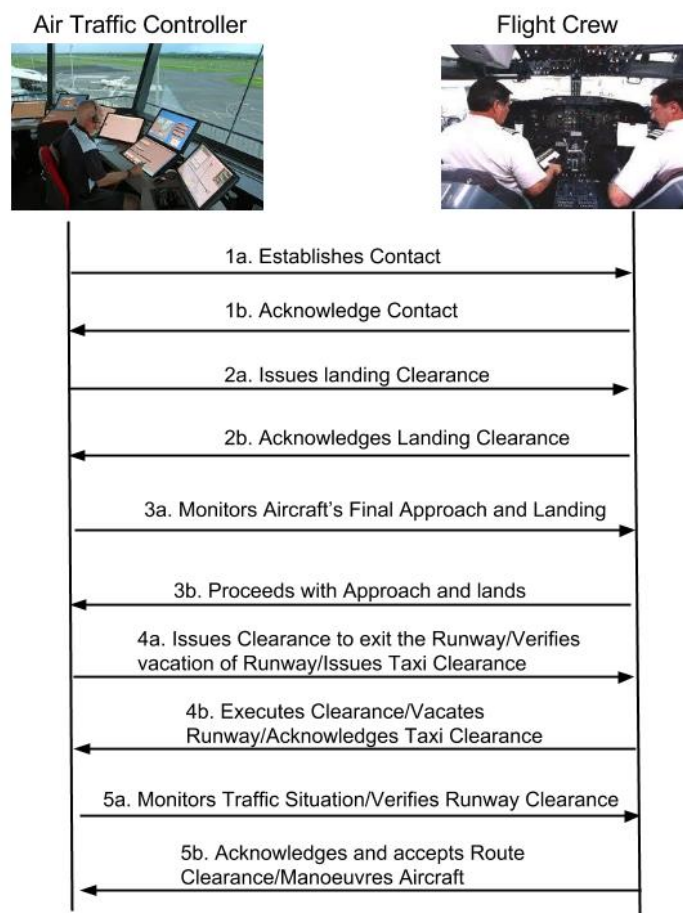 Air Traffic Controller
Flight Crew
1a. Establishes Contact
1b. Acknowledge Contact
2a. Issues landing Clearance
2b. Acknowledges Landing Clearance
3a. Monitors Aircraft's Final Approach and Landing
3b. Proceeds with Approach and lands
4a. Issues Clearance to exit the Runway/Verifies
vacation of Runway/Issues Taxi Clearance
4b. Executes Clearance/Vacates
Runway/Acknowledges Taxi Clearance
5a. Monitors Traffic Situation/Verifies Runway Clearance
5b. Acknowledges and accepts Route
Clearance/Manoeuvres Aircraft